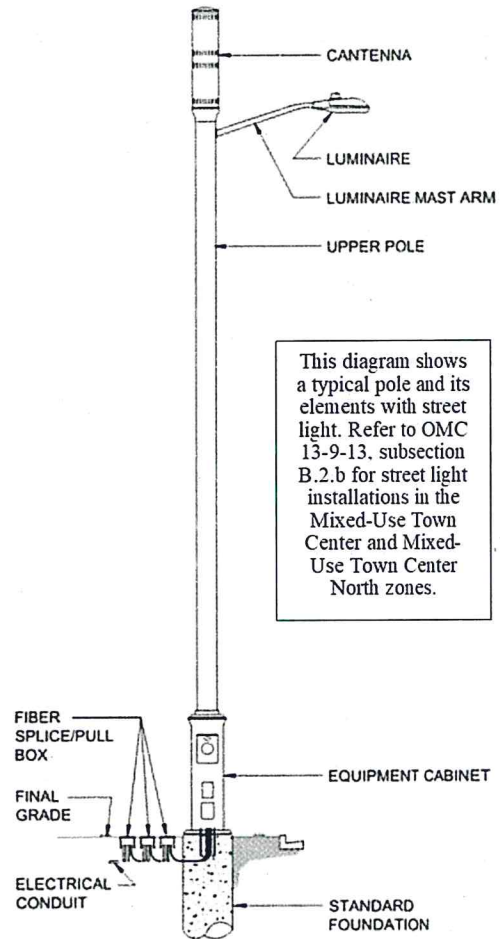 CANTENNA
LUMINAIRE
LUMINAIRE MAST ARM
UPPER POLE
This diagram shows
a typical pole and its
elements with street
light. Refer to OMC
13-9-13, subsection
B.2.b for street light
installations in the
Mixed-Use Town
Center and Mixed-
Use Town Center
North zones.
FIBER
SPLICE/PULL
BOX
EQUIPMENT CABINET
FINAL
GRADE
ELECTRICAL
CONDUIT
STANDARD
FOUNDATION